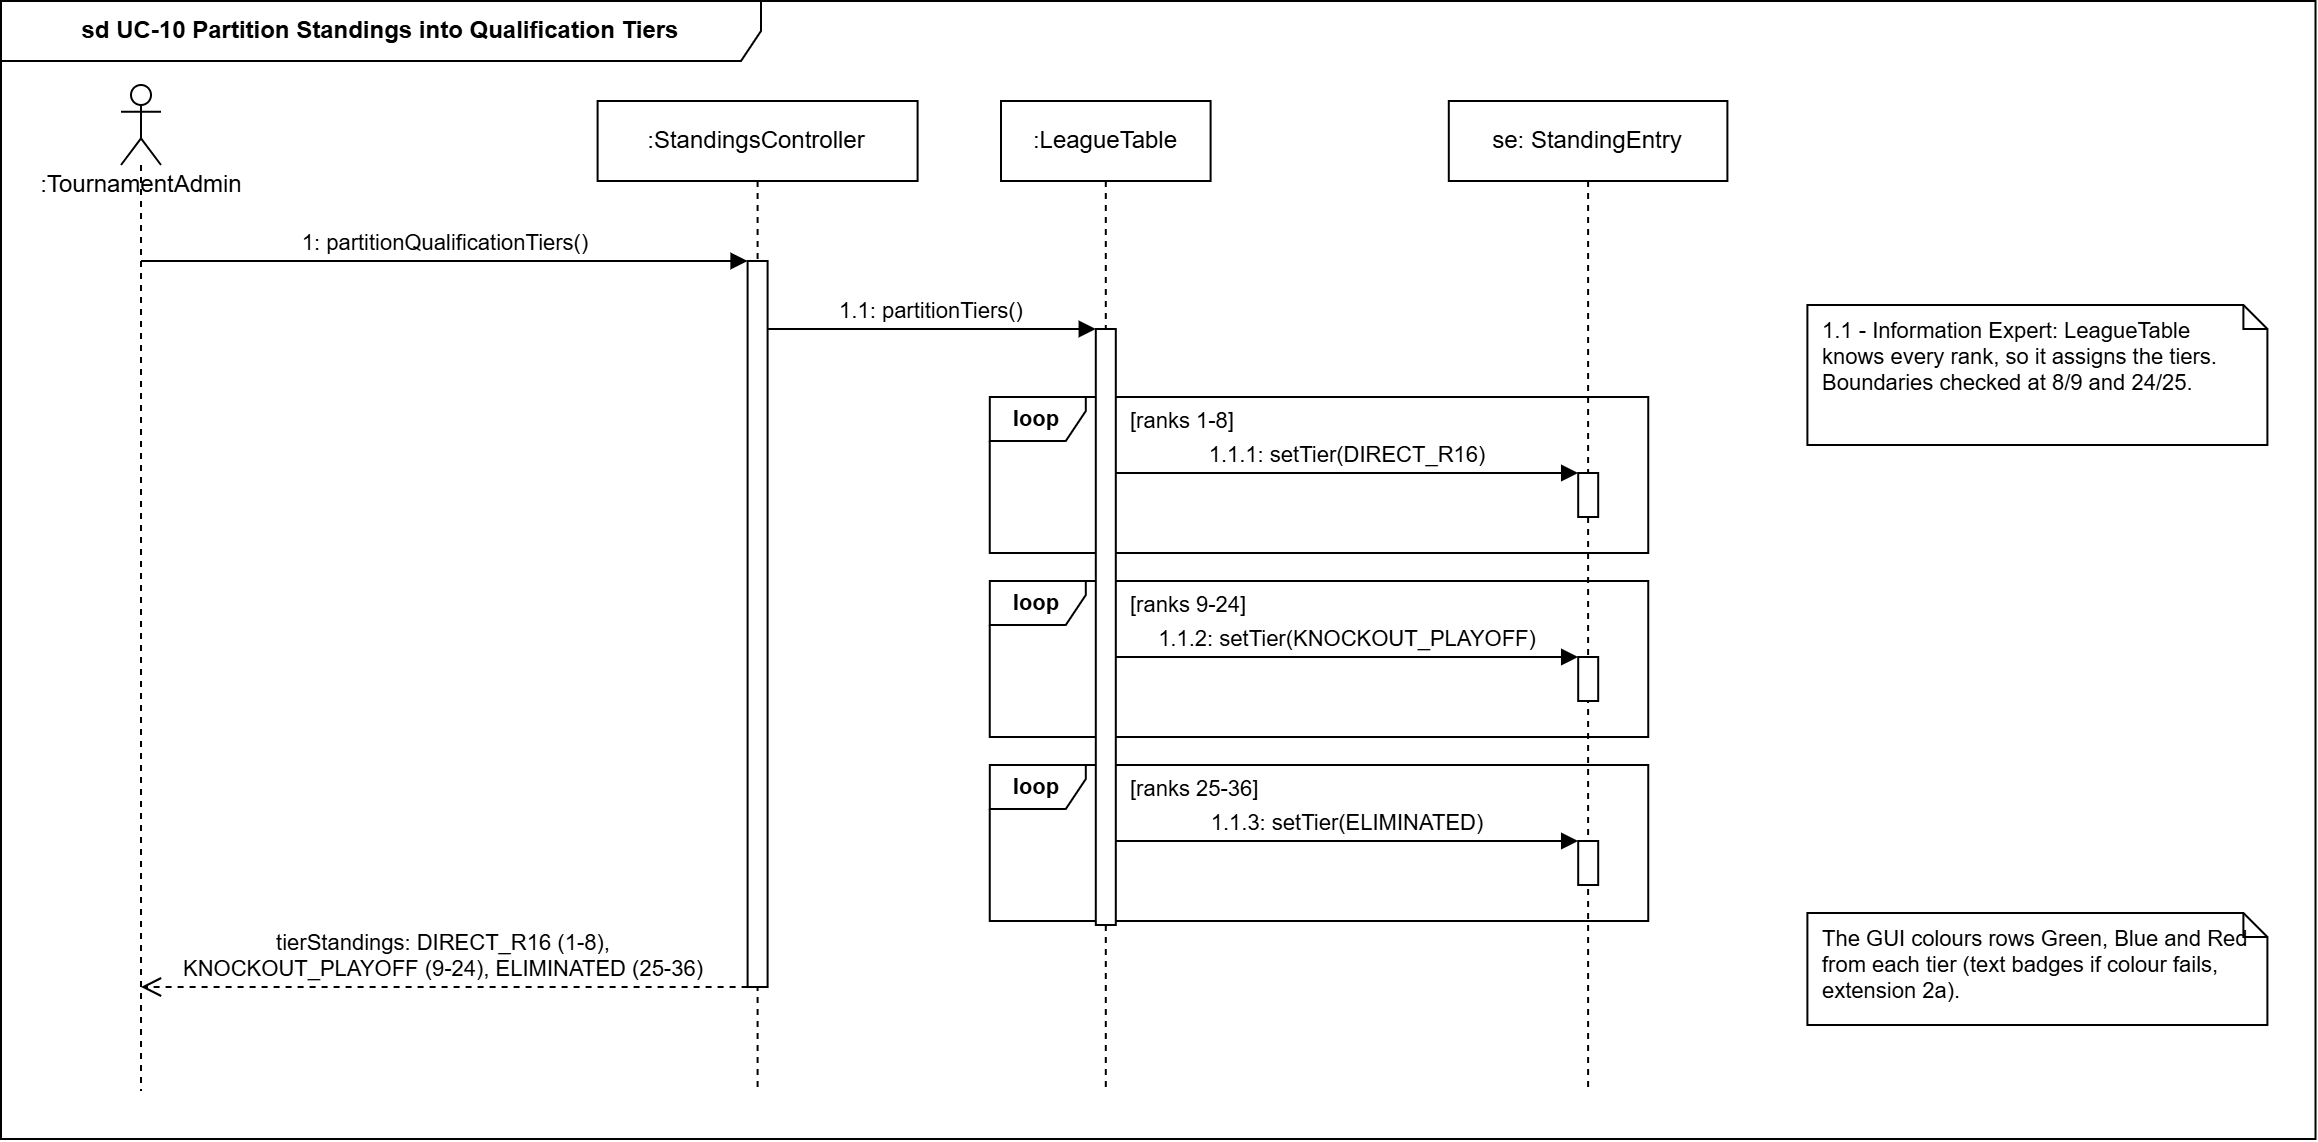 sd UC-10 Partition Standings into Qualification Tiers
:TournamentAdmin
:StandingsController
:LeagueTable
se: StandingEntry
1: partitionQualificationTiers()
1.1: partitionTiers()
1.1 - Information Expert: LeagueTable
knows every rank, so it assigns the tiers.
Boundaries checked at 8/9 and 24/25.
loop
[ranks 1-8]
1.1.1: setTier(DIRECT_R16)
loop
[ranks 9-24]
1.1.2: setTier(KNOCKOUT_PLAYOFF)
loop
[ranks 25-36]
1.1.3: setTier(ELIMINATED)
tierStandings: DIRECT_R16 (1-8),
KNOCKOUT_PLAYOFF (9-24), ELIMINATED (25-36)
The GUI colours rows Green, Blue and Red
from each tier (text badges if colour fails,
extension 2a).